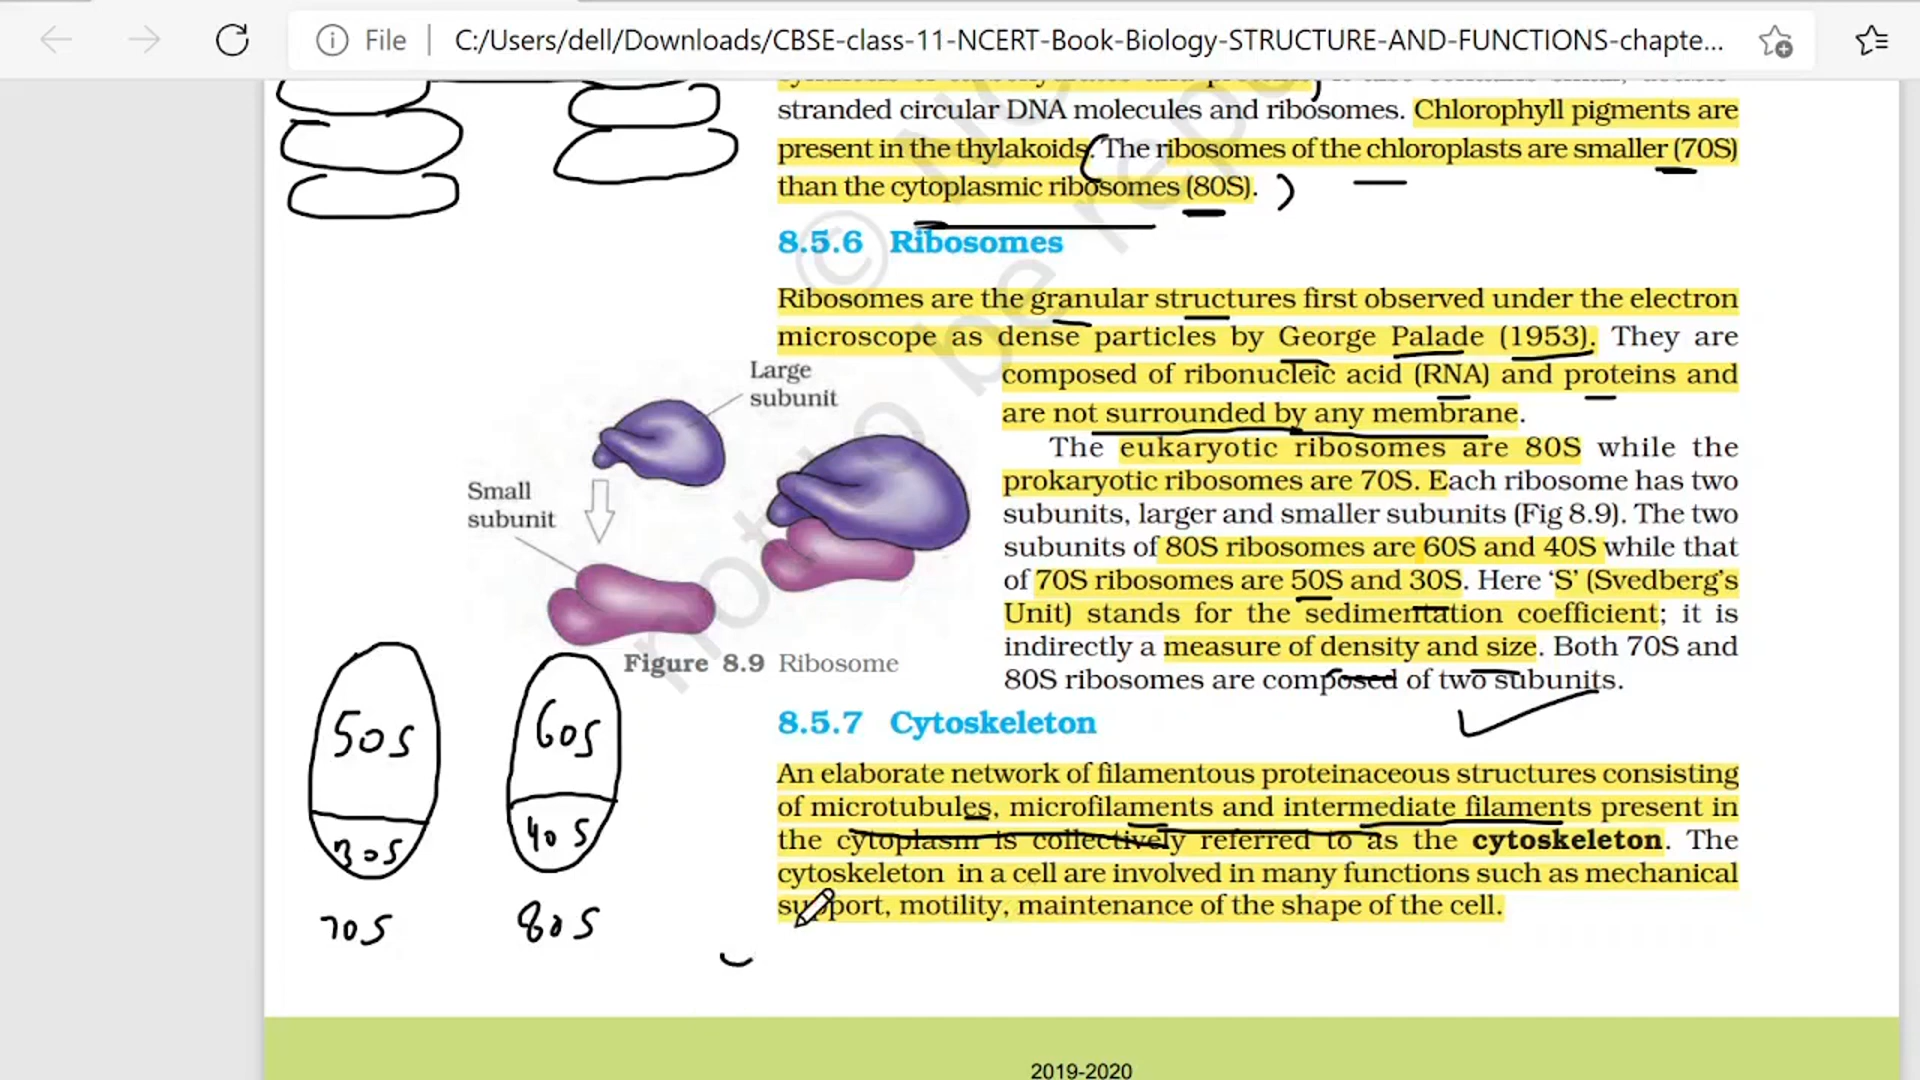 File
C:/Users/dell/Downloads/CBSE-class-11-NCERT-Book-Biology-STRUCTURE-AND-FUNCTIONS-chapte...
stranded circular DNA molecules and ribosomes. Chlorophyll pigments are
present in the thylakoids. The ribosomes of the chloroplasts are smaller (70S)
than the cytoplasmic ribosomes (80S).
8.5.6 Ribosomes
Ribosomes are the granular structures first observed under the electron
microscope as dense particles by George Palade (1953). They are
composed of ribonucleic acid (RNA) and proteins and
are not surrounded by any membrane.
The eukaryotic ribosomes are 80S while the
prokaryotic ribosomes are 70S. Each ribosome has two
subunits, larger and smaller subunits (Fig 8.9). The two
subunits of 80S ribosomes are 60S and 40S while that
of 70S ribosomes are 50S and 30S. Here ‘S’ (Svedberg’s
Unit) stands for the sedimentation coefficient; it is
indirectly a measure of density and size. Both 70S and
80S ribosomes are composed of two subunits.
Large
subunit
Small
subunit
Figure 8.9 Ribosome
50S
30S
70S
60S
40S
80S
8.5.7 Cytoskeleton
An elaborate network of filamentous proteinaceous structures consisting
of microtubules, microfilaments and intermediate filaments present in
the cytoplasm is collectively referred to as the cytoskeleton. The
cytoskeleton in a cell are involved in many functions such as mechanical
support, motility, maintenance of the shape of the cell.
not to be
©
2019-2020